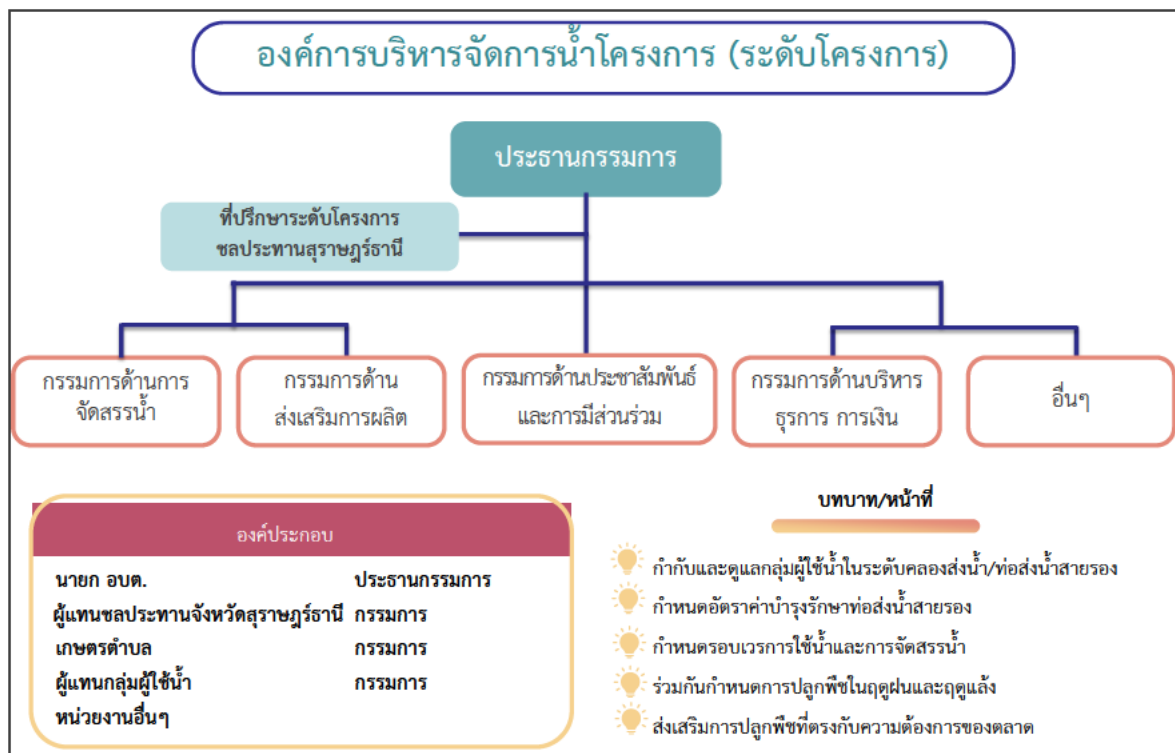 องค์การบริหารจัดการน้ำโครงการ (ระดับโครงการ)
ประธานกรรมการ
ที่ปรึกษาระดับโครงการ
ชลประทานสุราษฎร์ธานี
กรรมการด้านการ
จัดสรรน้ำ
กรรมการด้าน
ส่งเสริมการผลิต
กรรมการด้านประชาสัมพันธ์
และการมีส่วนร่วม
กรรมการด้านบริหาร
ธุรการ การเงิน
อื่นๆ
องค์ประกอบ
นายก อบต. ประธานกรรมการ
ผู้แทนชลประทานจังหวัดสุราษฎร์ธานี กรรมการ
เกษตรตำบล กรรมการ
ผู้แทนกลุ่มผู้ใช้น้ำ กรรมการ
หน่วยงานอื่นๆ
บทบาท/หน้าที่
กำกับและดูแลกลุ่มผู้ใช้น้ำในระดับคลองส่งน้ำ/ท่อส่งน้ำสายรอง
กำหนดอัตราค่าบำรุงรักษาท่อส่งน้ำสายรอง
กำหนดรอบเวรการใช้น้ำและการจัดสรรน้ำ
ร่วมกันกำหนดการปลูกพืชในฤดูฝนและฤดูแล้ง
ส่งเสริมการปลูกพืชที่ตรงกับความต้องการของตลาด